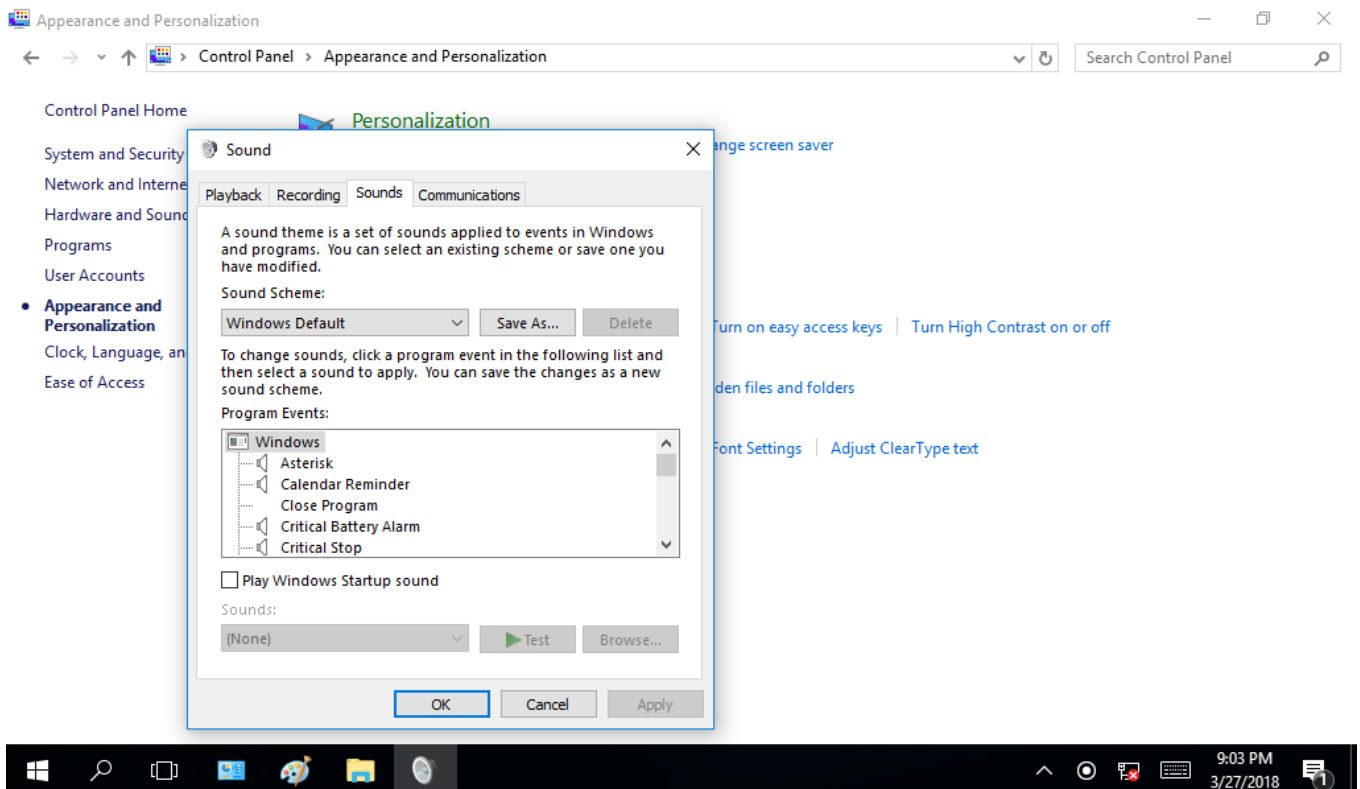 Appearance and Personalization
Control Panel > Appearance and Personalization
Search Control Panel
Control Panel Home
System and Security
Network and Interne
Hardware and Sound
Programs
User Accounts
Appearance and
Personalization
Clock, Language, an
Ease of Access
Personalization
ange screen saver
Turn on easy access keys
Turn High Contrast on or off
den files and folders
Font Settings
Adjust ClearType text
Sound
Playback
Recording
Sounds
Communications
A sound theme is a set of sounds applied to events in Windows
and programs. You can select an existing scheme or save one you
have modified.
Sound Scheme:
Windows Default
Save As...
Delete
To change sounds, click a program event in the following list and
then select a sound to apply. You can save the changes as a new
sound scheme.
Program Events:
Windows
Asterisk
Calendar Reminder
Close Program
Critical Battery Alarm
Critical Stop
Play Windows Startup sound
Sounds:
(None)
Test
Browse...
OK
Cancel
Apply
9:03 PM
3/27/2018
1